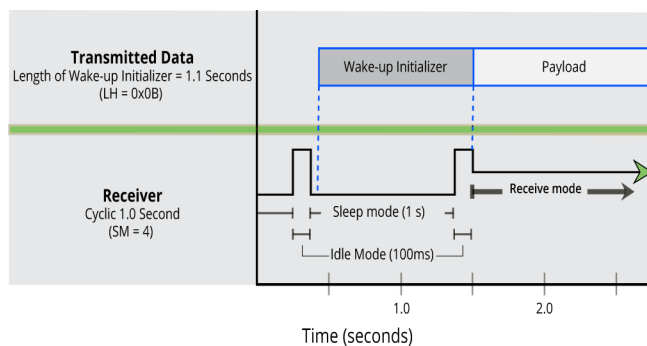 Transmitted Data
Length of Wake-up Initializer = 1.1 Seconds
(LH = 0x0B)
Wake-up Initializer
Payload
Receiver
Cyclic 1.0 Second
(SM = 4)
Receive mode
Sleep mode (1 s)
Idle Mode (100ms)
1.0
2.0
Time (seconds)